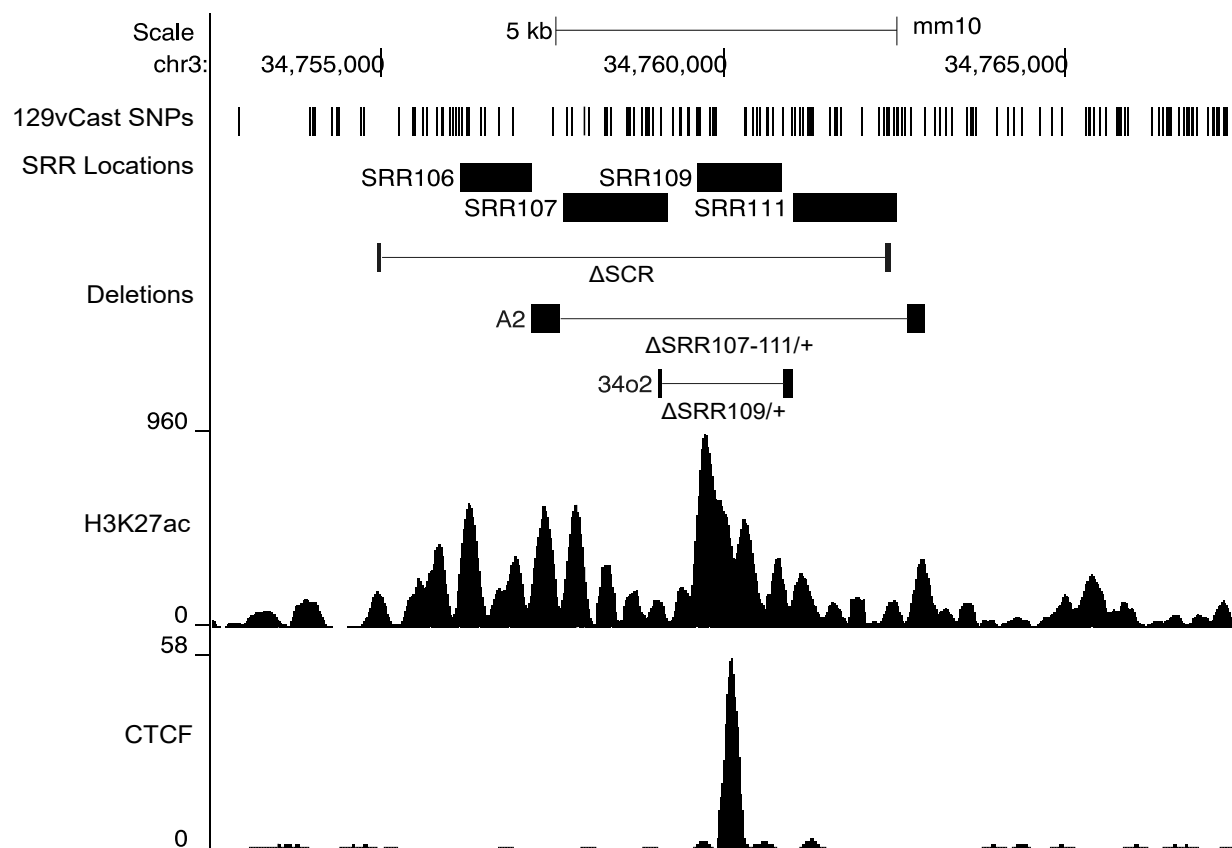 Scale 5 kb mm10
chr3: 34,755,000 34,760,000 34,765,000
129vCast SNPs
SRR Locations
SRR106 SRR109
SRR107 SRR111
ΔSCR
Deletions
A2
ΔSRR107-111/+
34o2
ΔSRR109/+
960
H3K27ac
0
58
CTCF
0